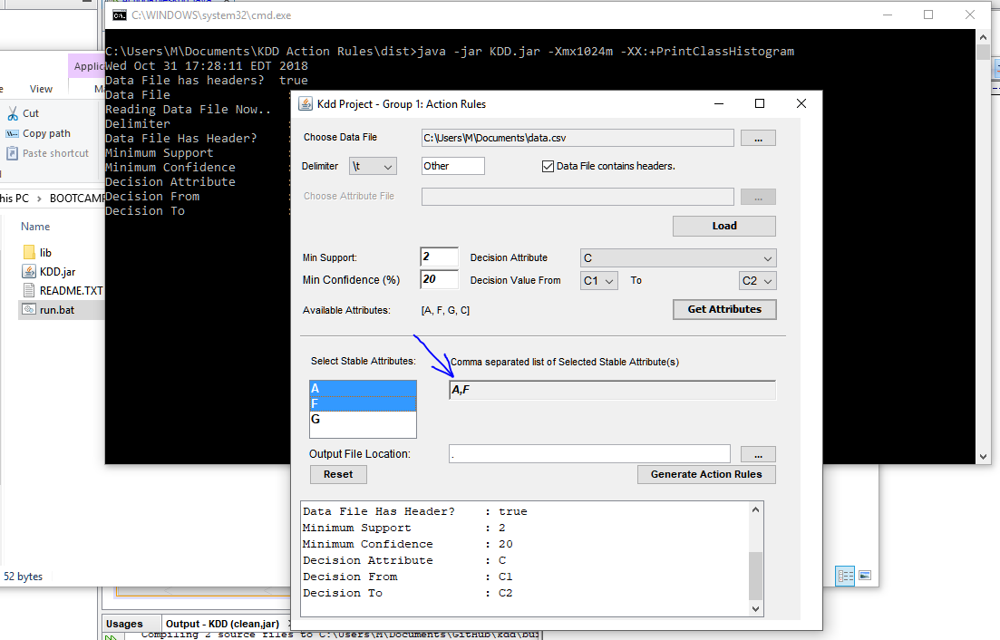 C:\WINDOWS\system32\cmd.exe
C:\Users\M\Documents\KDD Action Rules\dist>java -jar KDD.jar -Xmx1024m -XX:+PrintClassHistogram
Wed Oct 31 17:28:11 EDT 2018
Data File has headers?  true
Data File :
Reading Data File Now..
Delimiter :
Data File Has Header? :
Minimum Support :
Minimum Confidence :
Decision Attribute :
Decision From :
Decision To :
Applic
View
Cut
Copy path
Paste shortcut
his PC > BOOTCAMP
Name
lib
KDD.jar
README.TXT
run.bat
52 bytes
Kdd Project - Group 1: Action Rules
Choose Data File C:\Users\M\Documents\data.csv ...
Delimiter \t Other Data File contains headers.
Choose Attribute File ...
Load
Min Support: 2 Decision Attribute C
Min Confidence (%) 20 Decision Value From C1 To C2
Available Attributes: [A, F, G, C] Get Attributes
Select Stable Attributes: Comma separated list of Selected Stable Attribute(s)
A
A,F
F
G
Output File Location: . ...
Reset Generate Action Rules
Data File Has Header? : true
Minimum Support : 2
Minimum Confidence : 20
Decision Attribute : C
Decision From : C1
Decision To : C2
Usages Output - KDD (clean,jar)
Compiling 2 source files to C:\Users\M\Documents\GitHub\kdd\bui